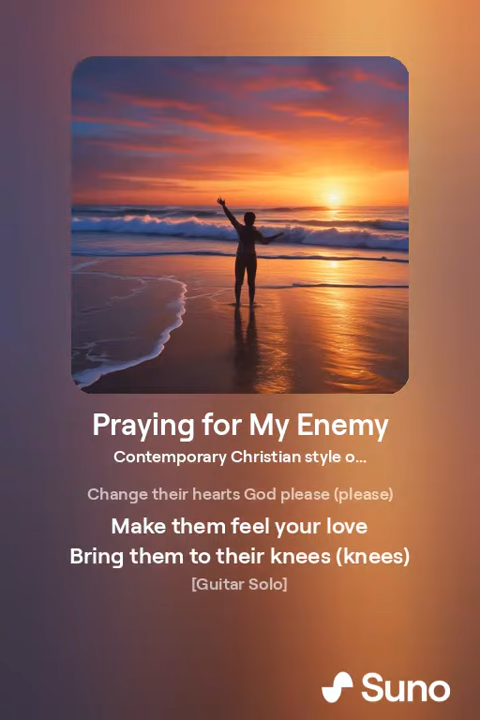 Praying for My Enemy
Contemporary Christian style o...
Change their hearts God please (please)
Make them feel your love
Bring them to their knees (knees)
[Guitar Solo]
Suno